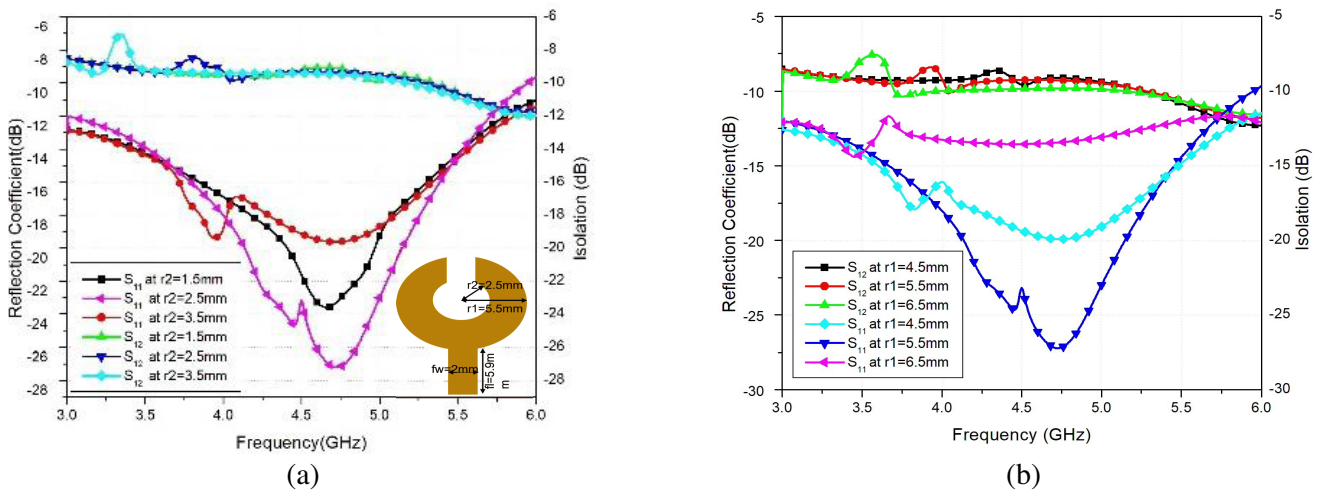 -6
-8
-10
-12
-14
-16
-18
-20
-22
-24
-26
-28
Reflection Coefficient(dB)
-6
-8
-10
-12
-14
-16
-18
-20
-22
-24
-26
-28
Isolation (dB)
S11 at r2=1.5mm
S11 at r2=2.5mm
S11 at r2=3.5mm
S12 at r2=1.5mm
S12 at r2=2.5mm
S12 at r2=3.5mm
r2=2.5mm
r1=5.5mm
fw=2mm
fl=5.9m
m
3.0 3.5 4.0 4.5 5.0 5.5 6.0
Frequency(GHz)
(a)
-5
-10
-15
-20
-25
-30
Reflection Coefficient(dB)
-5
-10
-15
-20
-25
-30
Isolation (dB)
S12 at r1=4.5mm
S12 at r1=5.5mm
S12 at r1=6.5mm
S11 at r1=4.5mm
S11 at r1=5.5mm
S11 at r1=6.5mm
3.0 3.5 4.0 4.5 5.0 5.5 6.0
Frequency (GHz)
(b)